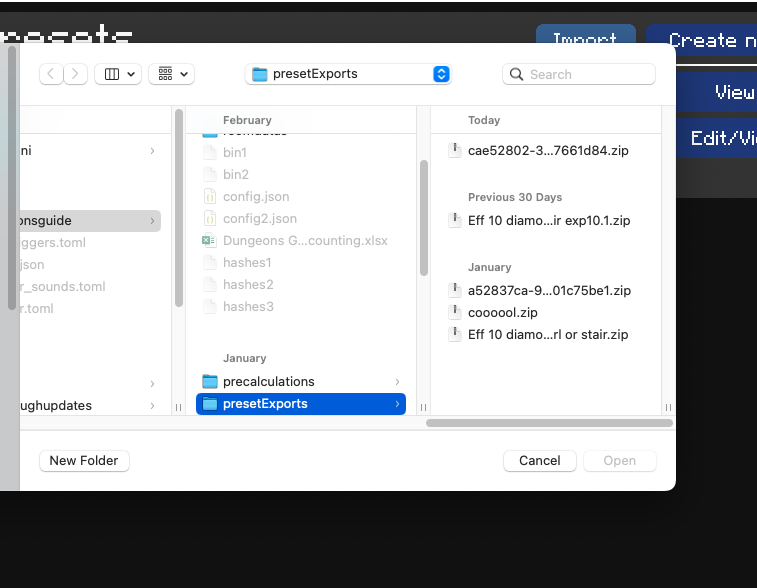 resets
Import
Create n
View
Edit/Vi
presetExports
Search
ni
onsguide
ggers.toml
json
r_sounds.toml
r.toml
ughupdates
February
roomdatas
bin1
bin2
config.json
config2.json
Dungeons G...counting.xlsx
hashes1
hashes2
hashes3
January
precalculations
presetExports
Today
cae52802-3...7661d84.zip
Previous 30 Days
Eff 10 diamo...ir exp10.1.zip
January
a52837ca-9...01c75be1.zip
coooool.zip
Eff 10 diamo...rl or stair.zip
New Folder
Cancel
Open